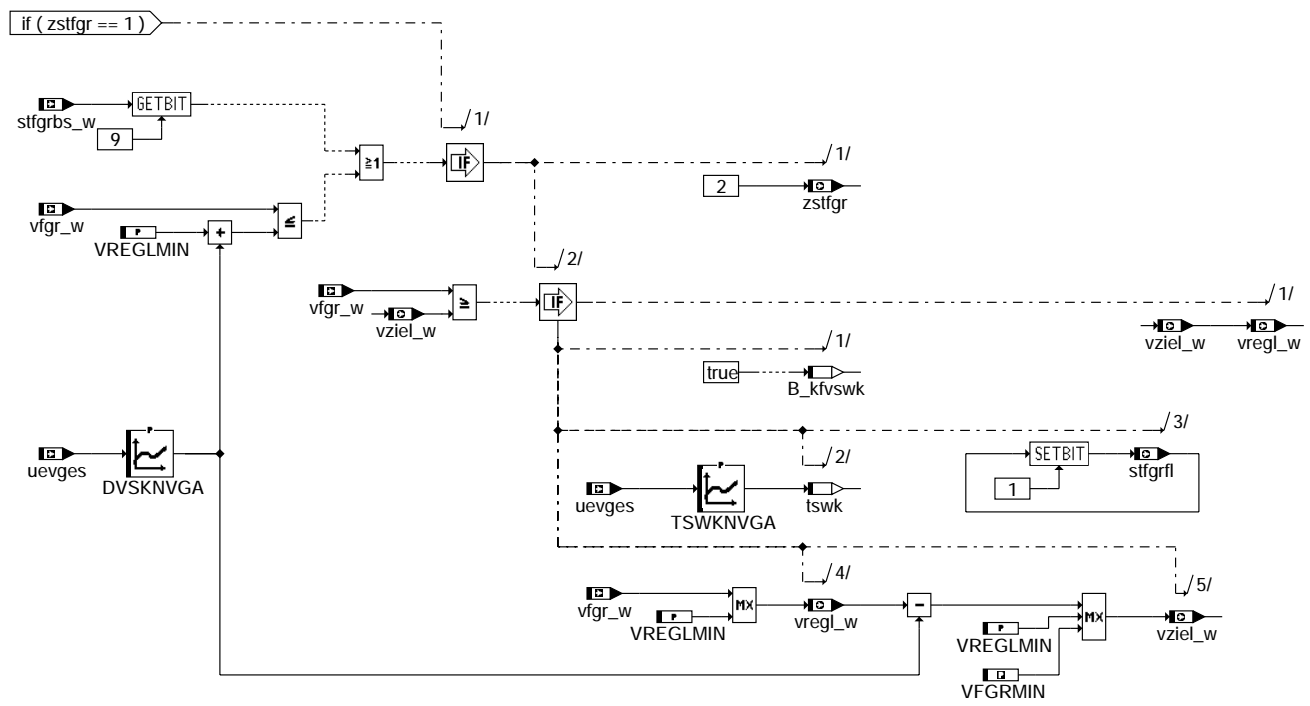 if ( zstfgr == 1 )
/1/
stfgrbs_w
GETBIT
9
≥1
IF
/1/
2
zstfgr
vfgr_w
P
VREGLMIN
+
≤
/2/
vfgr_w
vziel_w
≥
IF
/1/
vziel_w
vregl_w
/1/
true
B_kfvswk
uevges
P
DVSKNVGA
/3/
SETBIT
1
stfgrfl
/2/
uevges
P
TSWKNVGA
tswk
/4/
/5/
vfgr_w
P
VREGLMIN
MX
vregl_w
-
P
VREGLMIN
VFGRMIN
MX
vziel_w